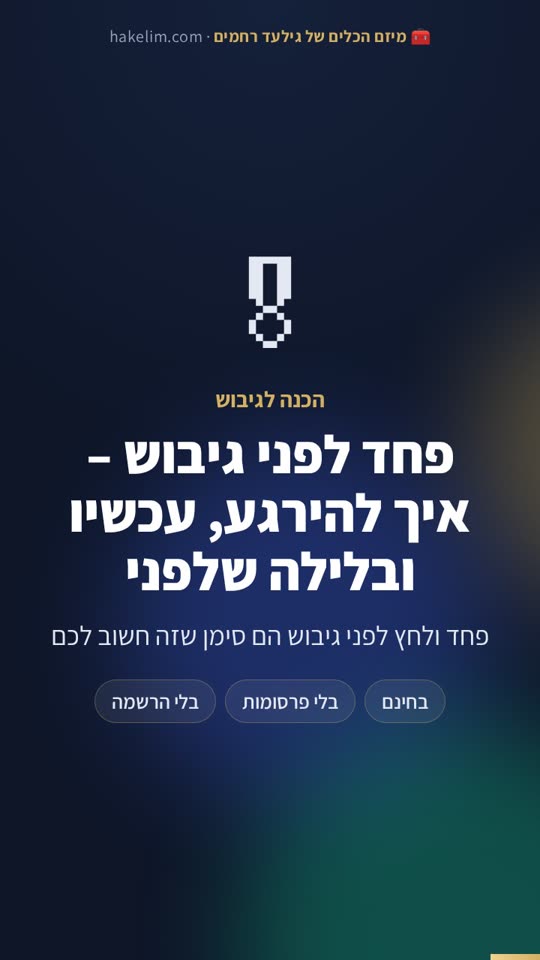 🧰 מיזם הכלים של גילעד רחמים · hakelim.com
הכנה לגיבוש
פחד לפני גיבוש –
איך להירגע, עכשיו
ובלילה שלפני
פחד ולחץ לפני גיבוש הם סימן שזה חשוב לכם
בחינם
בלי פרסומות
בלי הרשמה